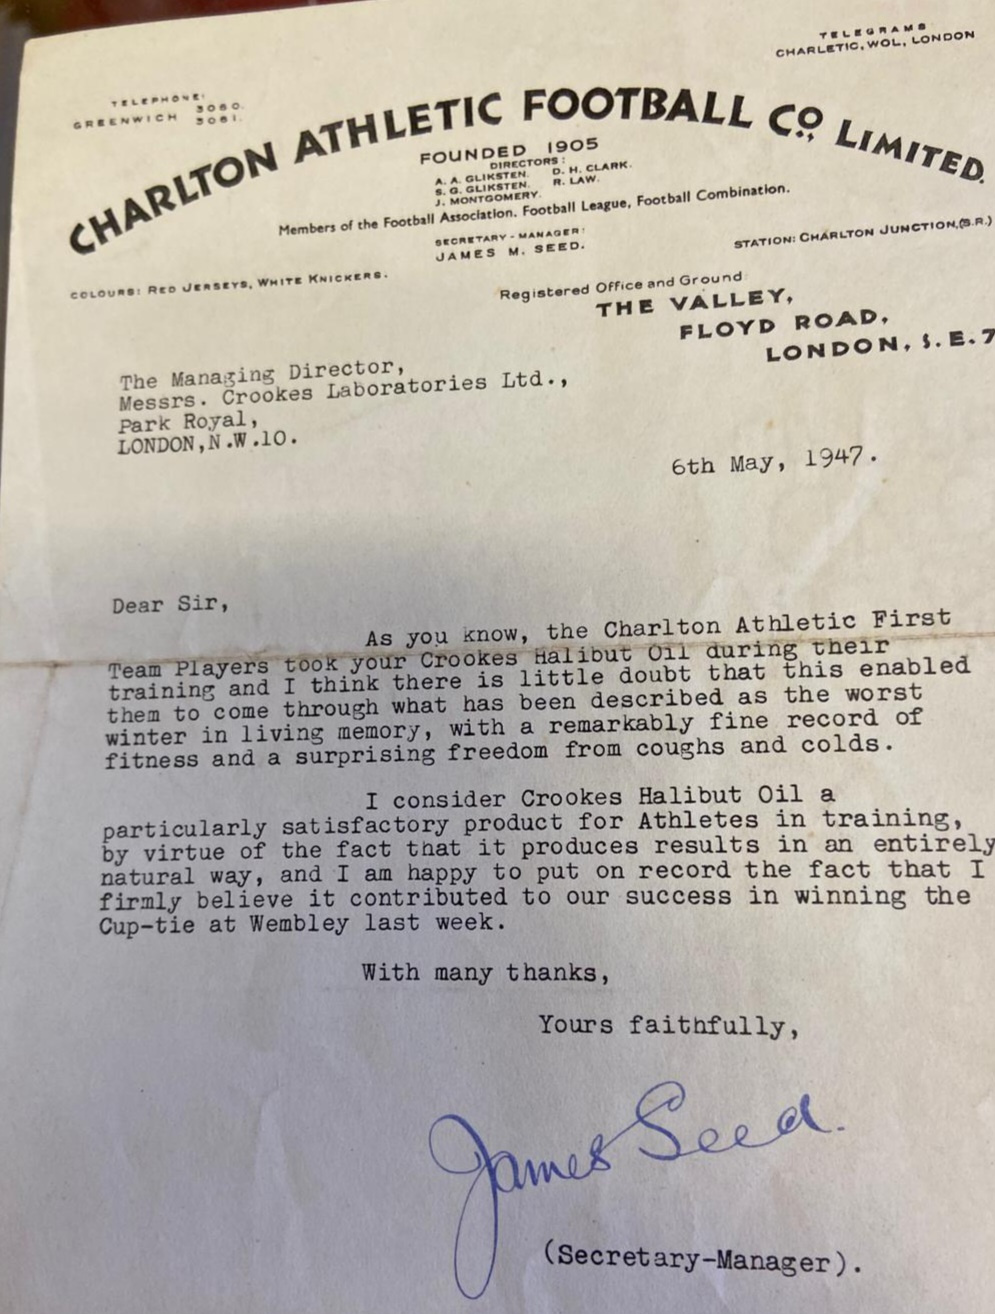 TELEGRAMS
CHARLETIC, WOL, LONDON
TELEPHONE:
GREENWICH 3060.
3061.
CHARLTON ATHLETIC FOOTBALL Co., LIMITED.
FOUNDED 1905
DIRECTORS:
A. A. GLIKSTEN. D. H. CLARK.
S. G. GLIKSTEN. R. LAW.
J. MONTGOMERY.
Members of the Football Association, Football League, Football Combination.
SECRETARY-MANAGER:
JAMES M. SEED.
STATION: CHARLTON JUNCTION,(S.R.)
COLOURS: RED JERSEYS, WHITE KNICKERS.
Registered Office and Ground
THE VALLEY,
FLOYD ROAD,
LONDON, S.E.7
The Managing Director,
Messrs. Crookes Laboratories Ltd.,
Park Royal,
LONDON,N.W.10.
6th May, 1947.
Dear Sir,
As you know, the Charlton Athletic First
Team Players took your Crookes Halibut Oil during their
training and I think there is little doubt that this enabled
them to come through what has been described as the worst
winter in living memory, with a remarkably fine record of
fitness and a surprising freedom from coughs and colds.
I consider Crookes Halibut Oil a
particularly satisfactory product for Athletes in training,
by virtue of the fact that it produces results in an entirely
natural way, and I am happy to put on record the fact that I
firmly believe it contributed to our success in winning the
Cup-tie at Wembley last week.
With many thanks,
Yours faithfully,
James Seed.
(Secretary-Manager).